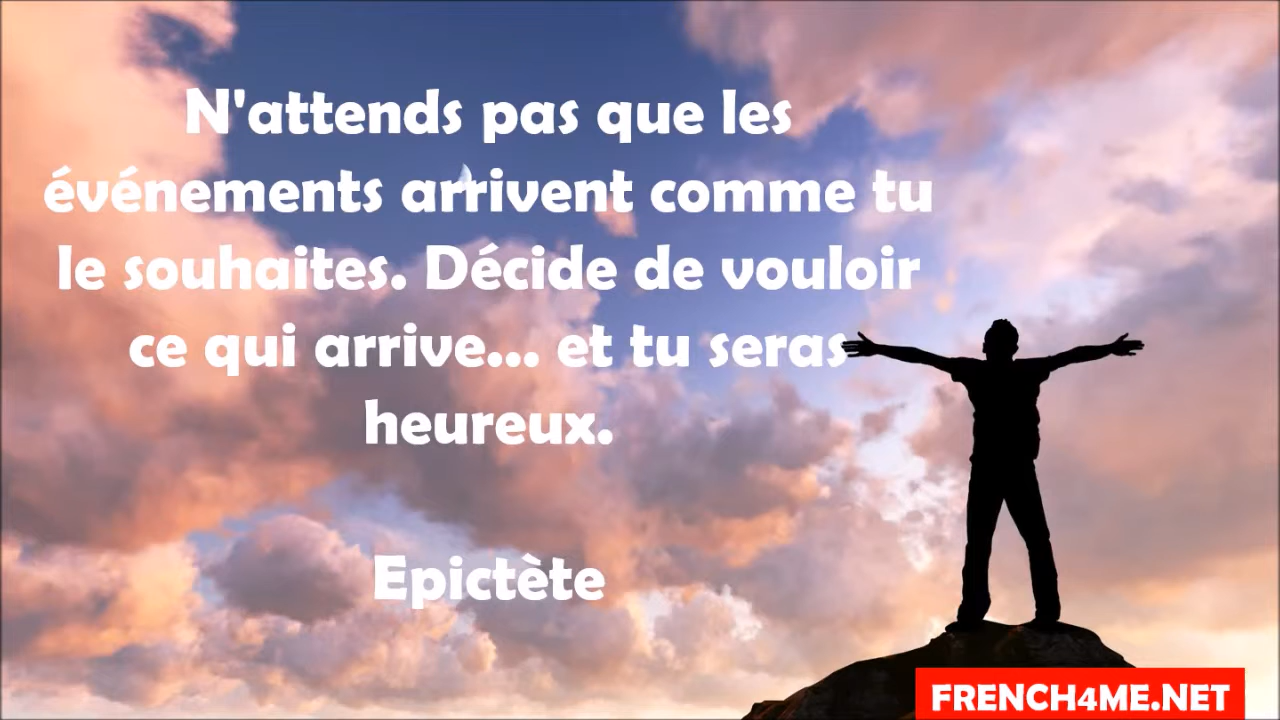 N'attends pas que les
événements arrivent comme tu
le souhaites. Décide de vouloir
ce qui arrive... et tu seras
heureux.
Epictète
FRENCH4ME.NET